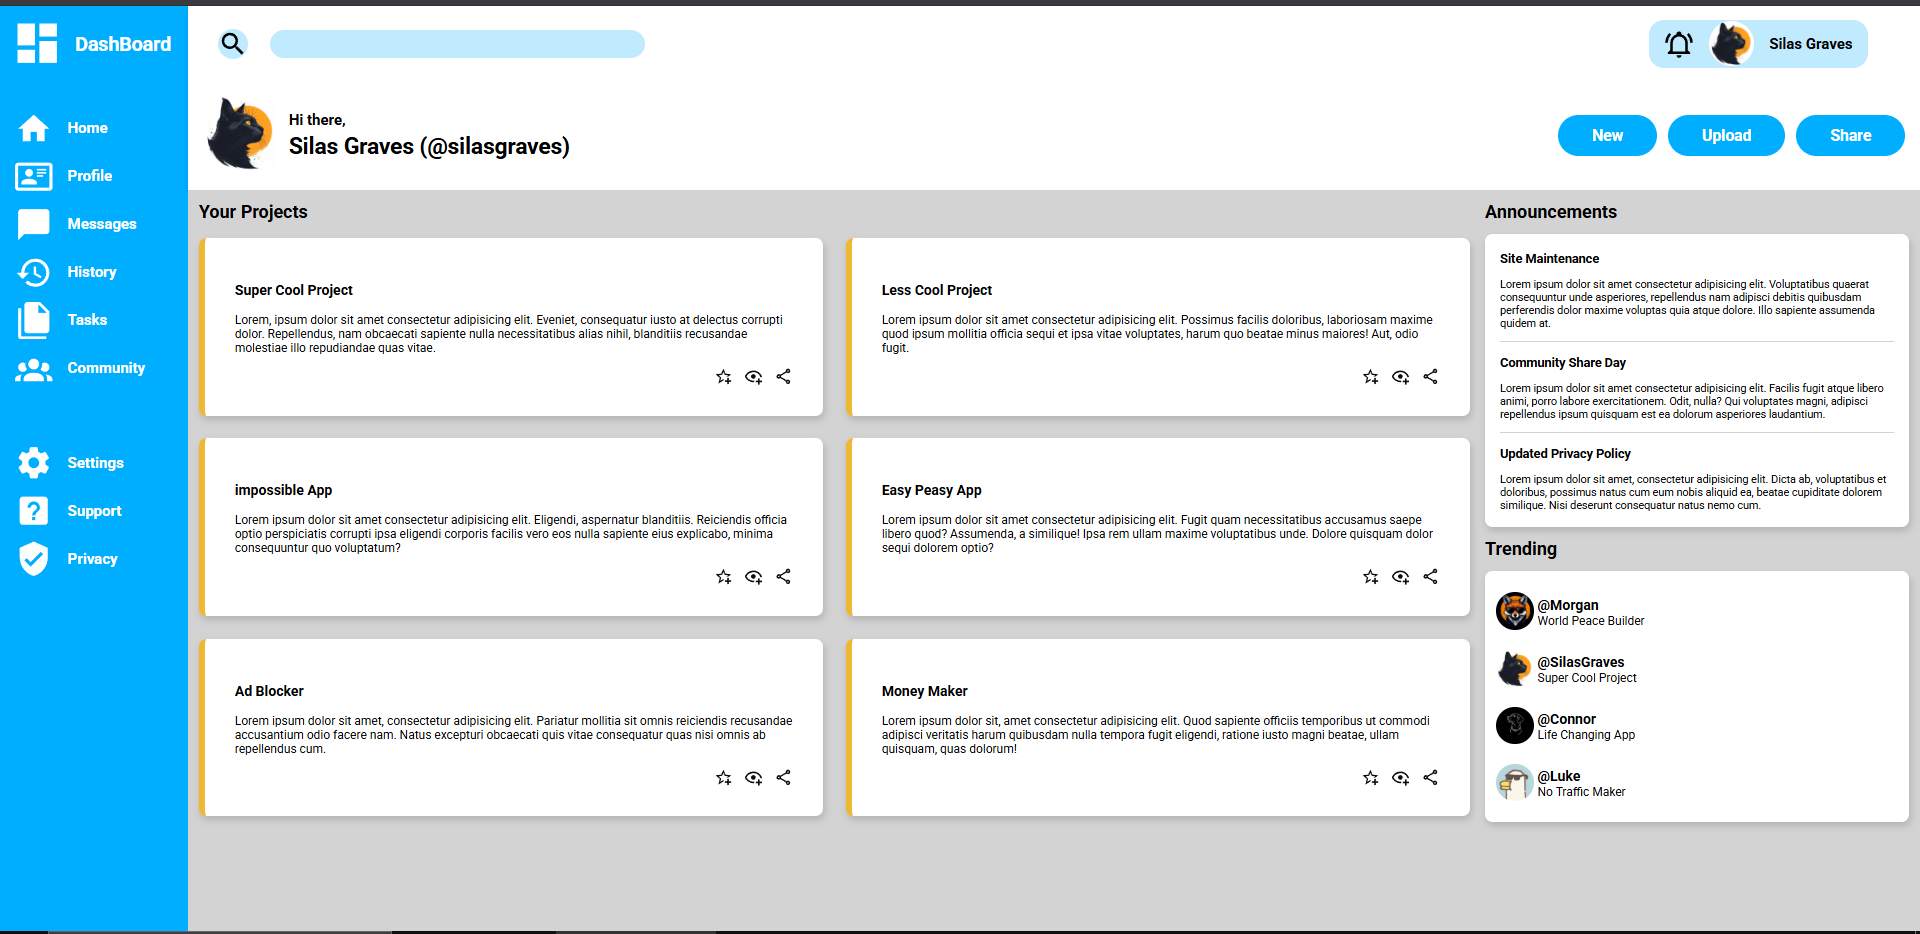 DashBoard
Home
Profile
Messages
History
Tasks
Community
Settings
Support
Privacy
Silas Graves
Hi there,
Silas Graves (@silasgraves)
New
Upload
Share
Your Projects
Super Cool Project
Lorem, ipsum dolor sit amet consectetur adipisicing elit. Eveniet, consequatur iusto at delectus corrupti
dolor. Repellendus, nam obcaecati sapiente nulla necessitatibus alias nihil, blanditiis recusandae
molestiae illo repudiandae quas vitae.
Less Cool Project
Lorem ipsum dolor sit amet consectetur adipisicing elit. Possimus facilis doloribus, laboriosam maxime
quod ipsum mollitia officia sequi et ipsa vitae voluptates, harum quo beatae minus maiores! Aut, odio
fugit.
impossible App
Lorem ipsum dolor sit amet consectetur adipisicing elit. Eligendi, aspernatur blanditiis. Reiciendis officia
optio perspiciatis corrupti ipsa eligendi corporis facilis vero eos nulla sapiente eius explicabo, minima
consequuntur quo voluptatum?
Easy Peasy App
Lorem ipsum dolor sit amet consectetur adipisicing elit. Fugit quam necessitatibus accusamus saepe
libero quod? Assumenda, a similique! Ipsa rem ullam maxime voluptatibus unde. Dolore quisquam dolor
sequi dolorem optio?
Ad Blocker
Lorem ipsum dolor sit amet, consectetur adipisicing elit. Pariatur mollitia sit omnis reiciendis recusandae
accusantium odio facere nam. Natus excepturi obcaecati quis vitae consequatur quas nisi omnis ab
repellendus cum.
Money Maker
Lorem ipsum dolor sit, amet consectetur adipisicing elit. Quod sapiente officiis temporibus ut commodi
adipisci veritatis harum quibusdam nulla tempora fugit eligendi, ratione iusto magni beatae, ullam
quisquam, quas dolorum!
Announcements
Site Maintenance
Lorem ipsum dolor sit amet consectetur adipisicing elit. Voluptatibus quaerat
consequuntur unde asperiores, repellendus nam adipisci debitis quibusdam
perferendis dolor maxime voluptas quia atque dolore. Illo sapiente assumenda
quidem at.
Community Share Day
Lorem ipsum dolor sit amet consectetur adipisicing elit. Facilis fugit atque libero
animi, porro labore exercitationem. Odit, nulla? Qui voluptates magni, adipisci
repellendus ipsum quisquam est ea dolorum asperiores laudantium.
Updated Privacy Policy
Lorem ipsum dolor sit amet, consectetur adipisicing elit. Dicta ab, voluptatibus et
doloribus, possimus natus cum eum nobis aliquid ea, beatae cupiditate dolorem
similique. Nisi deserunt consequatur natus nemo cum.
Trending
@Morgan
World Peace Builder
@SilasGraves
Super Cool Project
@Connor
Life Changing App
@Luke
No Traffic Maker